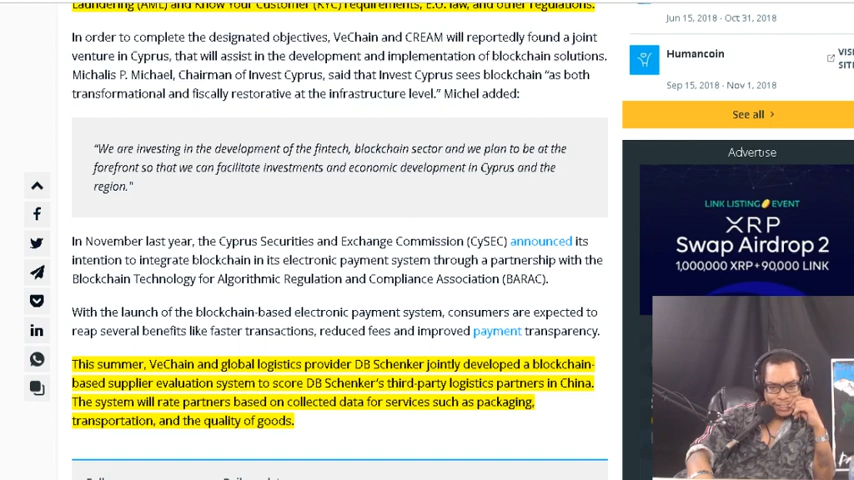 Laundering (AML) and Know Your Customer (KYC) requirements, E.U. law, and other regulations.
In order to complete the designated objectives, VeChain and CREAM will reportedly found a joint
venture in Cyprus, that will assist in the development and implementation of blockchain solutions.
Michalis P. Michael, Chairman of Invest Cyprus, said that Invest Cyprus sees blockchain “as both
transformational and fiscally restorative at the infrastructure level.” Michel added:
“We are investing in the development of the fintech, blockchain sector and we plan to be at the
forefront so that we can facilitate investments and economic development in Cyprus and the
region."
In November last year, the Cyprus Securities and Exchange Commission (CySEC) announced its
intention to integrate blockchain in its electronic payment system through a partnership with the
Blockchain Technology for Algorithmic Regulation and Compliance Association (BARAC).
With the launch of the blockchain-based electronic payment system, consumers are expected to
reap several benefits like faster transactions, reduced fees and improved payment transparency.
This summer, VeChain and global logistics provider DB Schenker jointly developed a blockchain-
based supplier evaluation system to score DB Schenker’s third-party logistics partners in China.
The system will rate partners based on collected data for services such as packaging,
transportation, and the quality of goods.
Jun 15, 2018 - Oct 31, 2018
Humancoin
VISI
SITE
Sep 15, 2018 - Nov 1, 2018
See all >
Advertise
LINK LISTING EVENT
XRP
Swap Airdrop 2
1,000,000 XRP+90,000 LINK